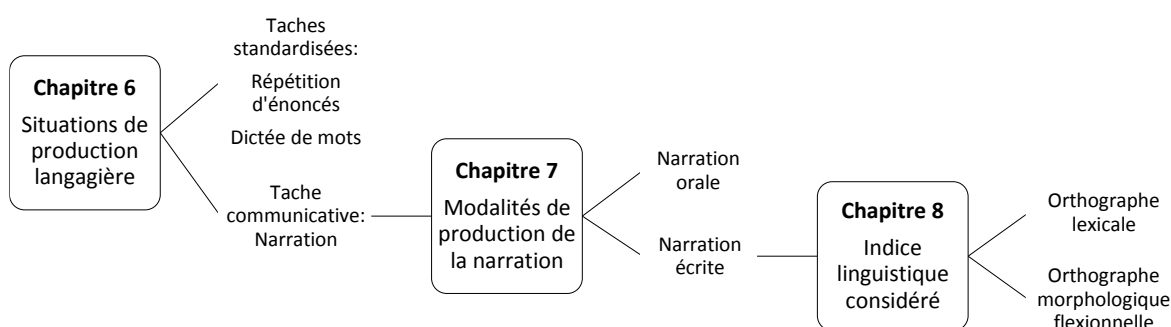 Chapitre 6
Situations de
production
langagière
Taches
standardisées:
Répétition
d'énoncés
Dictée de mots
Tache
communicative:
Narration
Chapitre 7
Modalités de
production de
la narration
Narration
orale
Narration
écrite
Chapitre 8
Indice
linguistique
considéré
Orthographe
lexicale
Orthographe
morphologique
flexionnelle